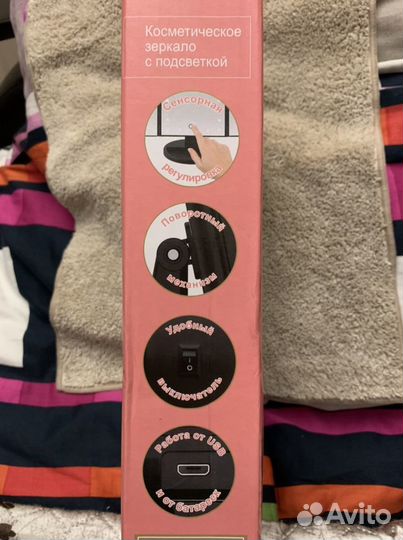 Косметическое
зеркало
с подсветкой
Сенсорная
регулировка
Поворотный
механизм
Удобный
I
O
выключатель
Работа от USB
и от батареек
Avito